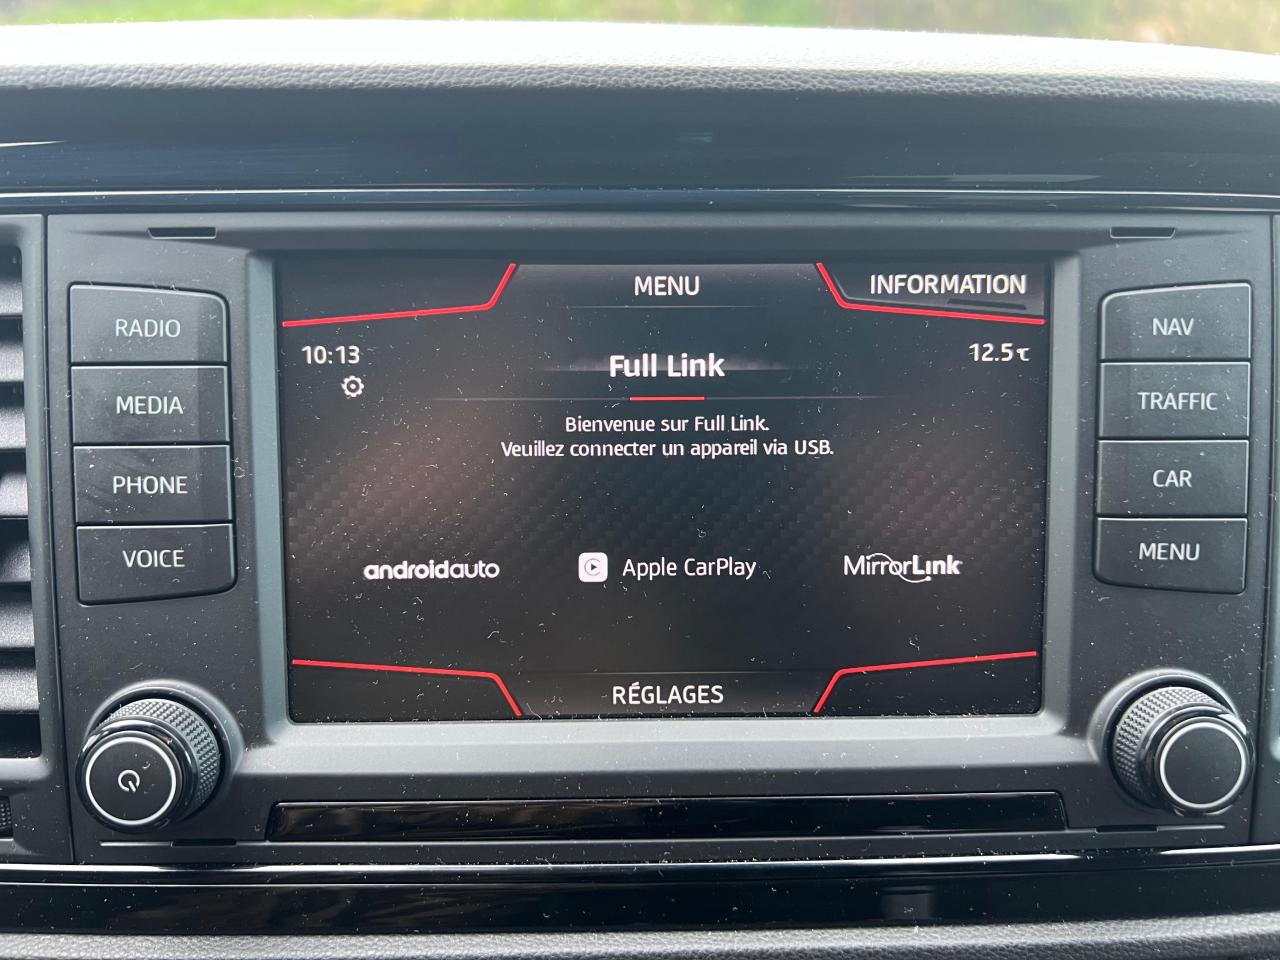 MENU
INFORMATION
RADIO
MEDIA
PHONE
VOICE
10:13
12.5℃
Full Link
Bienvenue sur Full Link.
Veuillez connecter un appareil via USB.
androidauto
Apple CarPlay
MirrorLink
RÉGLAGES
NAV
TRAFFIC
CAR
MENU